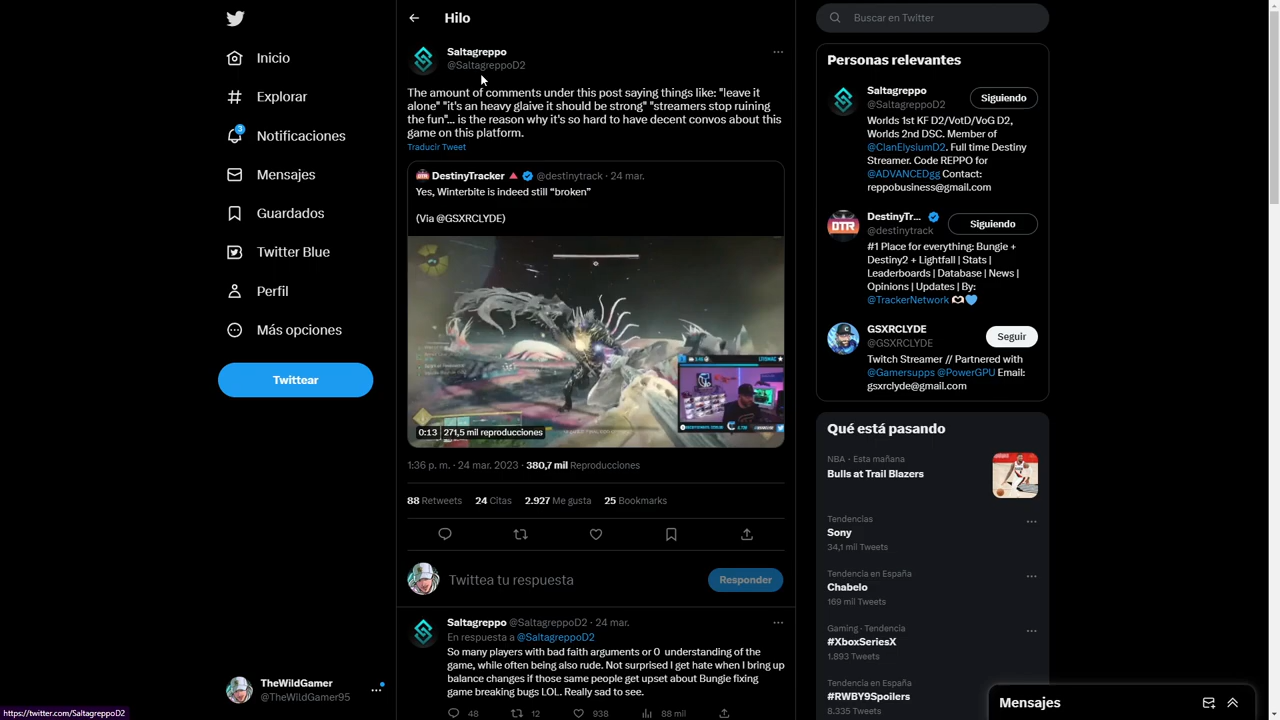 Hilo
Buscar en Twitter
Inicio
Explorar
3
Notificaciones
Mensajes
Guardados
Twitter Blue
Perfil
Más opciones
Twittear
TheWildGamer
@TheWildGamer95
https://twitter.com/SaltagreppoD2
Saltagreppo
@SaltagreppoD2
The amount of comments under this post saying things like: "leave it
alone" "it's an heavy glaive it should be strong" "streamers stop ruining
the fun"... is the reason why it's so hard to have decent convos about this
game on this platform.
Traducir Tweet
DTR DestinyTracker @destinytrack · 24 mar.
Yes, Winterbite is indeed still “broken”
(Via @GSXRCLYDE)
0:13 271,5 mil reproducciones
1:36 p. m. · 24 mar. 2023 · 380,7 mil Reproducciones
88 Retweets 24 Citas 2.927 Me gusta 25 Bookmarks
Twittea tu respuesta
Responder
Saltagreppo @SaltagreppoD2 · 24 mar.
En respuesta a @SaltagreppoD2
So many players with bad faith arguments or 0 understanding of the
game, while often being also rude. Not surprised I get hate when I bring up
balance changes if those same people get upset about Bungie fixing
game breaking bugs LOL. Really sad to see.
48 12 938 88 mil
Personas relevantes
Saltagreppo
@SaltagreppoD2
Siguiendo
Worlds 1st KF D2/VotD/VoG D2,
Worlds 2nd DSC. Member of
@ClanElysiumD2. Full time Destiny
Streamer. Code REPPO for
@ADVANCEDgg Contact:
reppobusiness@gmail.com
DTR
DestinyTr...
@destinytrack
Siguiendo
#1 Place for everything: Bungie +
Destiny2 + Lightfall | Stats |
Leaderboards | Database | News |
Opinions | Updates | By:
@TrackerNetwork
GSXRCLYDE
@GSXRCLYDE
Seguir
Twitch Streamer // Partnered with
@Gamersupps @PowerGPU Email:
gsxrclyde@gmail.com
Qué está pasando
NBA · Esta mañana
Bulls at Trail Blazers
Tendencias
Sony
34,1 mil Tweets
Tendencia en España
Chabelo
169 mil Tweets
Gaming · Tendencia
#XboxSeriesX
1.893 Tweets
Tendencia en España
#RWBY9Spoilers
8.335 Tweets
Mensajes